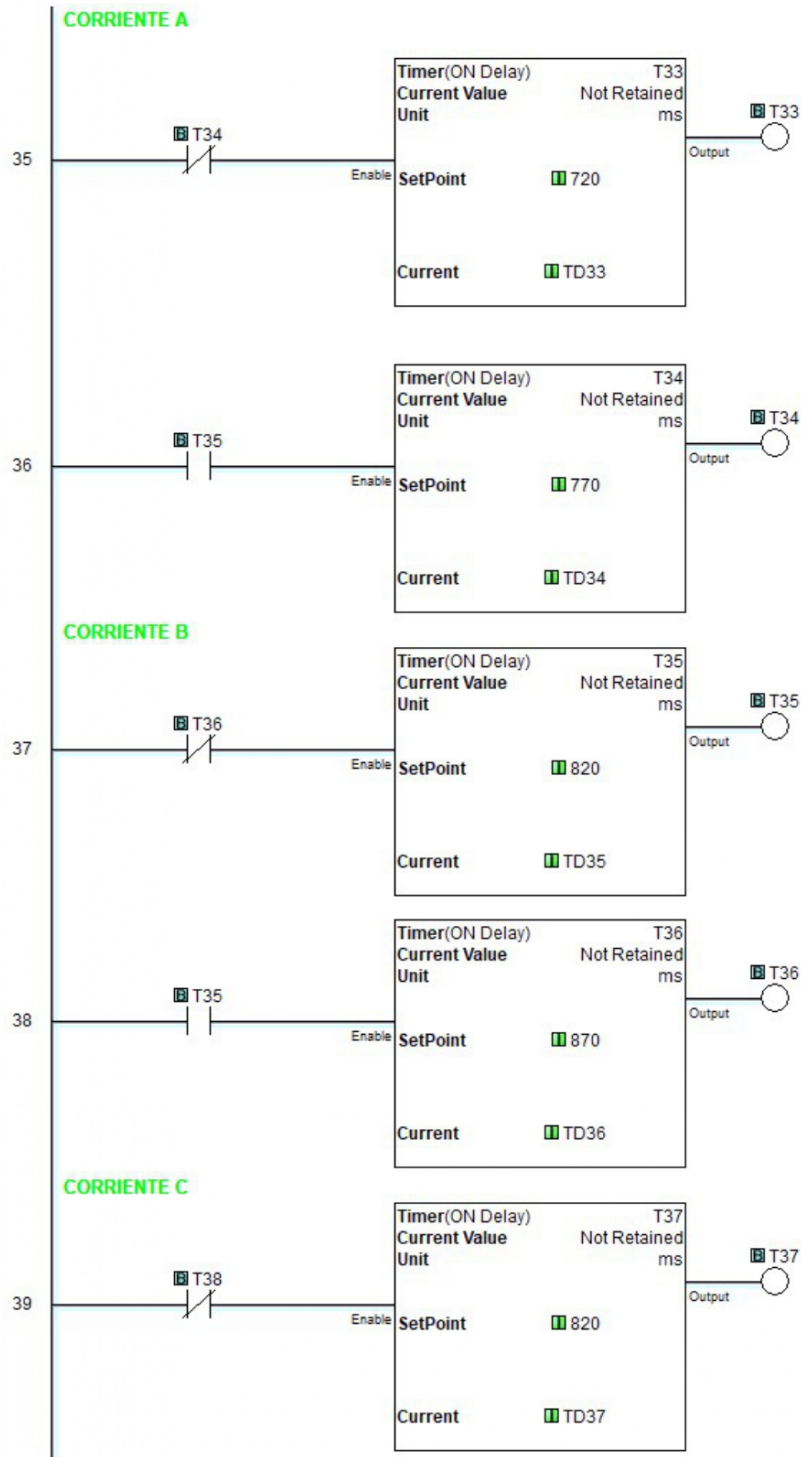 CORRIENTE A
Timer(ON Delay) T33
Current Value Not Retained
Unit ms
B T33
B T34
35
Output
Enable
SetPoint I 720
Current I TD33
Timer(ON Delay) T34
Current Value Not Retained
Unit ms
B T34
B T35
36
Output
Enable
SetPoint I 770
Current I TD34
CORRIENTE B
Timer(ON Delay) T35
Current Value Not Retained
Unit ms
B T35
B T36
37
Output
Enable
SetPoint I 820
Current I TD35
Timer(ON Delay) T36
Current Value Not Retained
Unit ms
B T36
B T35
38
Output
Enable
SetPoint I 870
Current I TD36
CORRIENTE C
Timer(ON Delay) T37
Current Value Not Retained
Unit ms
B T37
B T38
39
Output
Enable
SetPoint I 820
Current I TD37